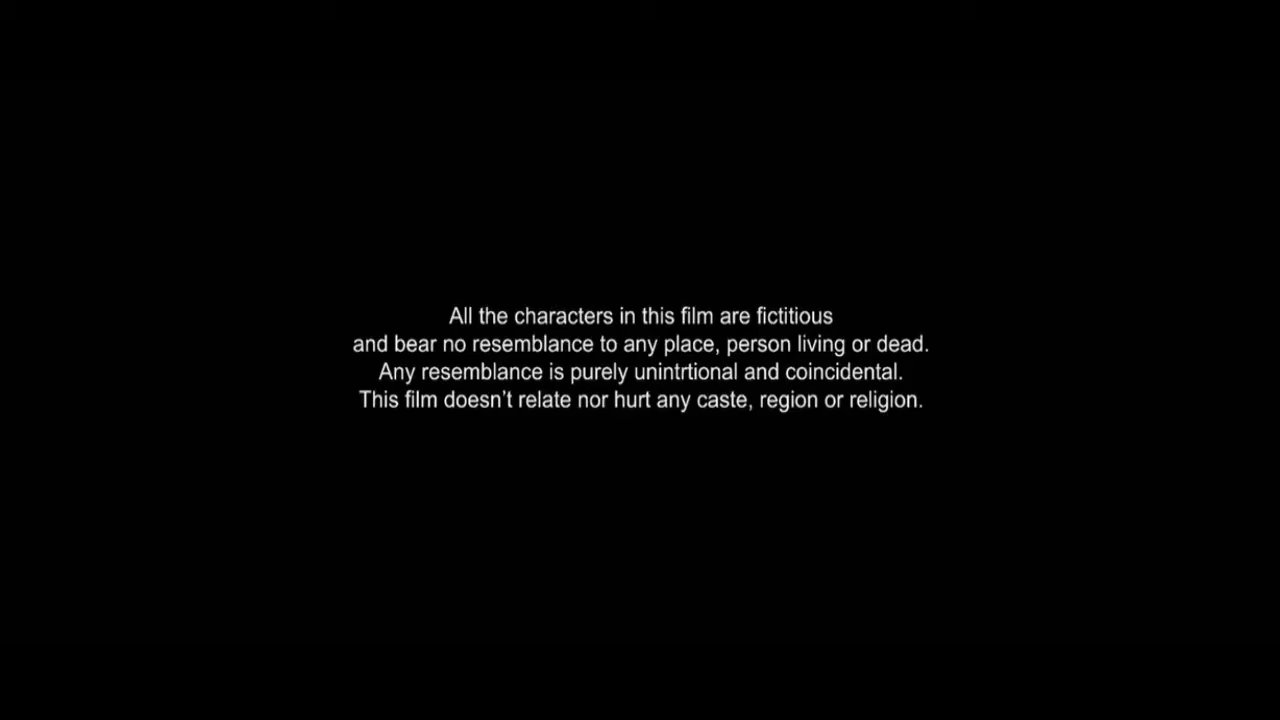 All the characters in this film are fictitious
and bear no resemblance to any place, person living or dead.
Any resemblance is purely unintrtional and coincidental.
This film doesn’t relate nor hurt any caste, region or religion.